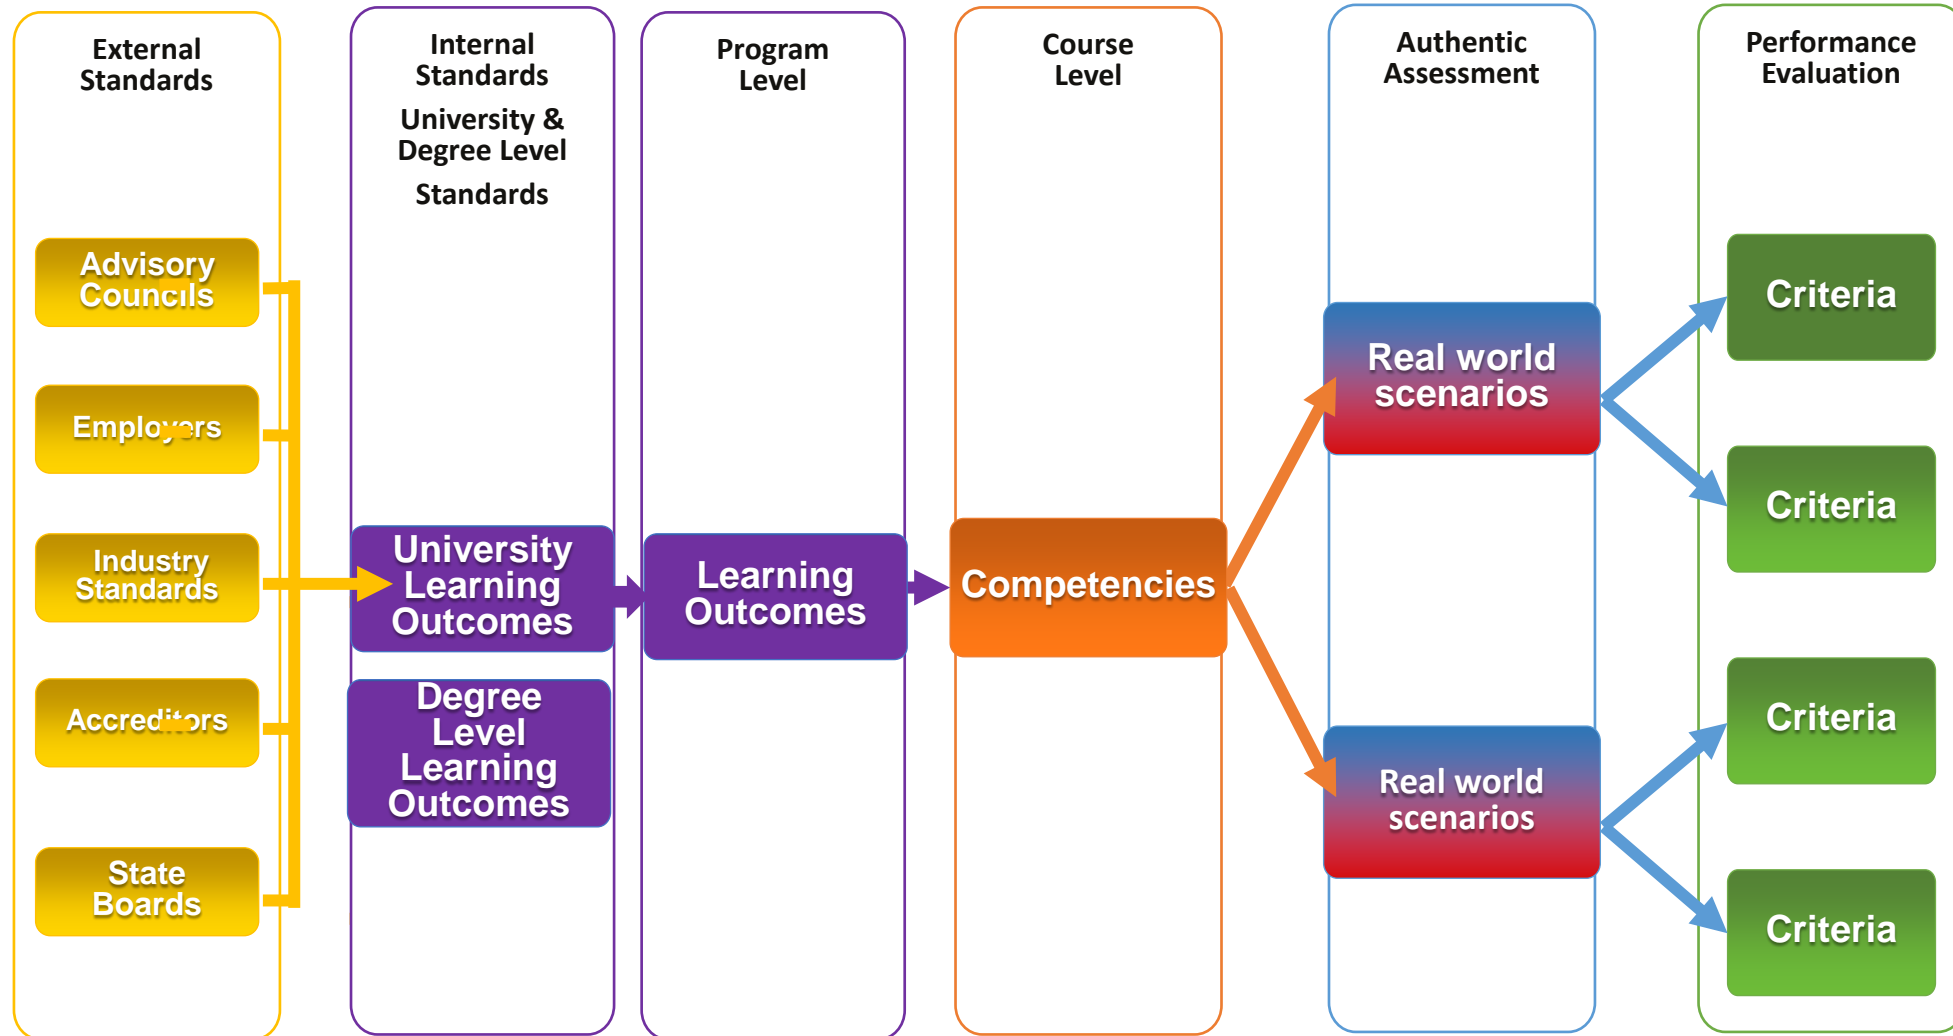 External
Standards
Internal
Standards
University &
Degree Level
Standards
Program
Level
Course
Level
Authentic
Assessment
Performance
Evaluation
Advisory
Councils
Employers
Industry
Standards
Accreditors
State
Boards
University
Learning
Outcomes
Degree
Level
Learning
Outcomes
Learning
Outcomes
Competencies
Real world
scenarios
Real world
scenarios
Criteria
Criteria
Criteria
Criteria